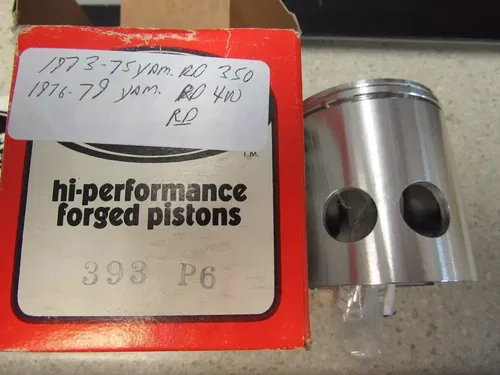 1973-75 YAM. RD 350
1976-79 YAM. RD 400
RD
T.M.
hi-performance
forged pistons
393 P6